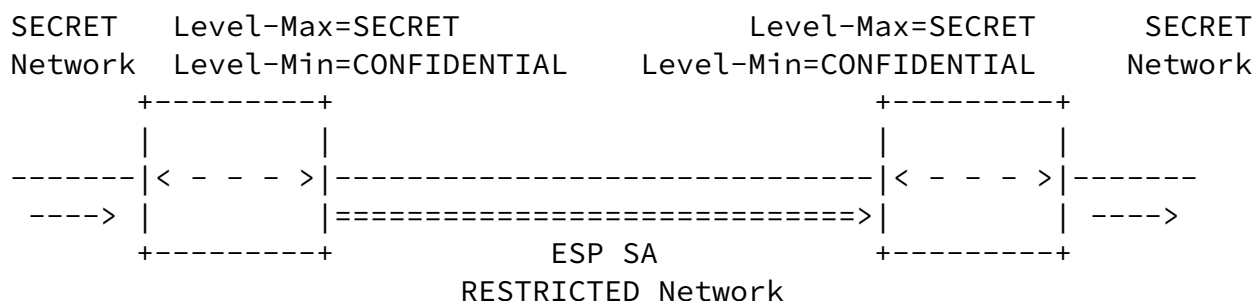 SECRET   Level-Max=SECRET                   Level-Max=SECRET     SECRET
Network  Level-Min=CONFIDENTIAL     Level-Min=CONFIDENTIAL      Network
        +---------+                                   +---------+
        |         |                                   |         |
-------|< - - - >|-----------------------------|< - - - >|-------
 ---->  |         |============================>|         | ---->
        +---------+              ESP SA               +---------+
                           RESTRICTED Network